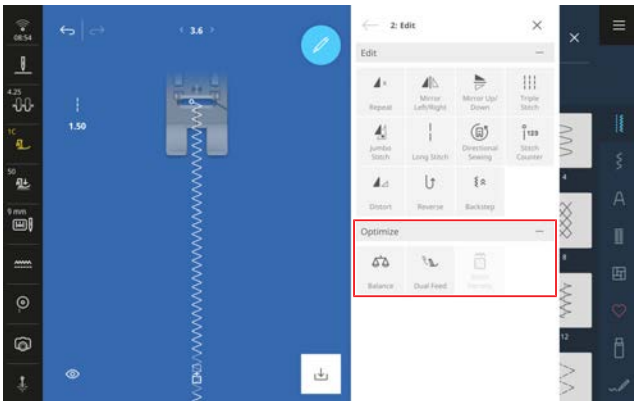 08:54
3.6
2: Edit
Edit
Repeat
Mirror
Left/Right
Mirror Up/
Down
Triple
Stitch
4.25
1.50
1C
Jumbo
Stitch
Long Stitch
Directional
Sewing
Stitch
Counter
123
4
50
Distort
Reverse
Backstep
9 mm
Optimize
8
Balance
Dual Feed
12